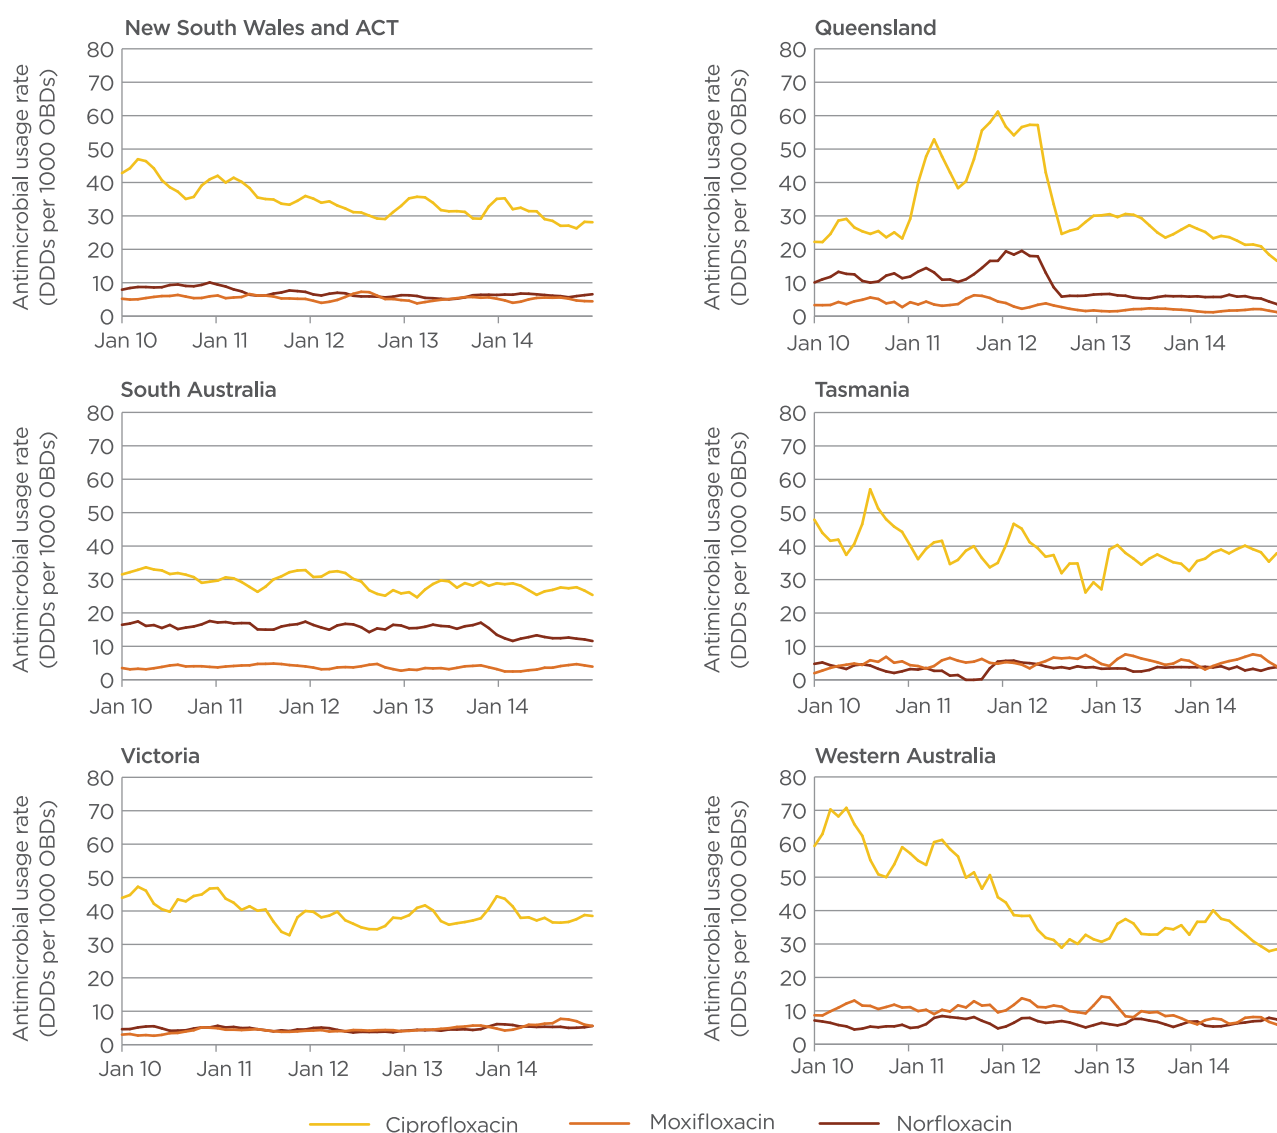 New South Wales and ACT
Antimicrobial usage rate
(DDDs per 1000 OBDs)
80
70
60
50
40
30
20
10
0
Jan 10 Jan 11 Jan 12 Jan 13 Jan 14
Queensland
Antimicrobial usage rate
(DDDs per 1000 OBDs)
80
70
60
50
40
30
20
10
0
Jan 10 Jan 11 Jan 12 Jan 13 Jan 14
South Australia
Antimicrobial usage rate
(DDDs per 1000 OBDs)
80
70
60
50
40
30
20
10
0
Jan 10 Jan 11 Jan 12 Jan 13 Jan 14
Tasmania
Antimicrobial usage rate
(DDDs per 1000 OBDs)
80
70
60
50
40
30
20
10
0
Jan 10 Jan 11 Jan 12 Jan 13 Jan 14
Victoria
Antimicrobial usage rate
(DDDs per 1000 OBDs)
80
70
60
50
40
30
20
10
0
Jan 10 Jan 11 Jan 12 Jan 13 Jan 14
Western Australia
Antimicrobial usage rate
(DDDs per 1000 OBDs)
80
70
60
50
40
30
20
10
0
Jan 10 Jan 11 Jan 12 Jan 13 Jan 14
Ciprofloxacin Moxifloxacin Norfloxacin